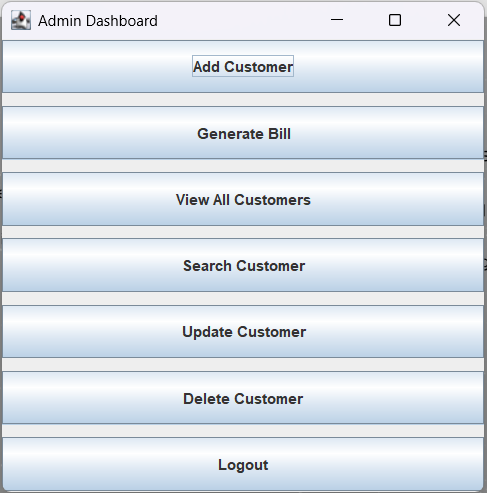 Admin Dashboard
Add Customer
Generate Bill
View All Customers
Search Customer
Update Customer
Delete Customer
Logout